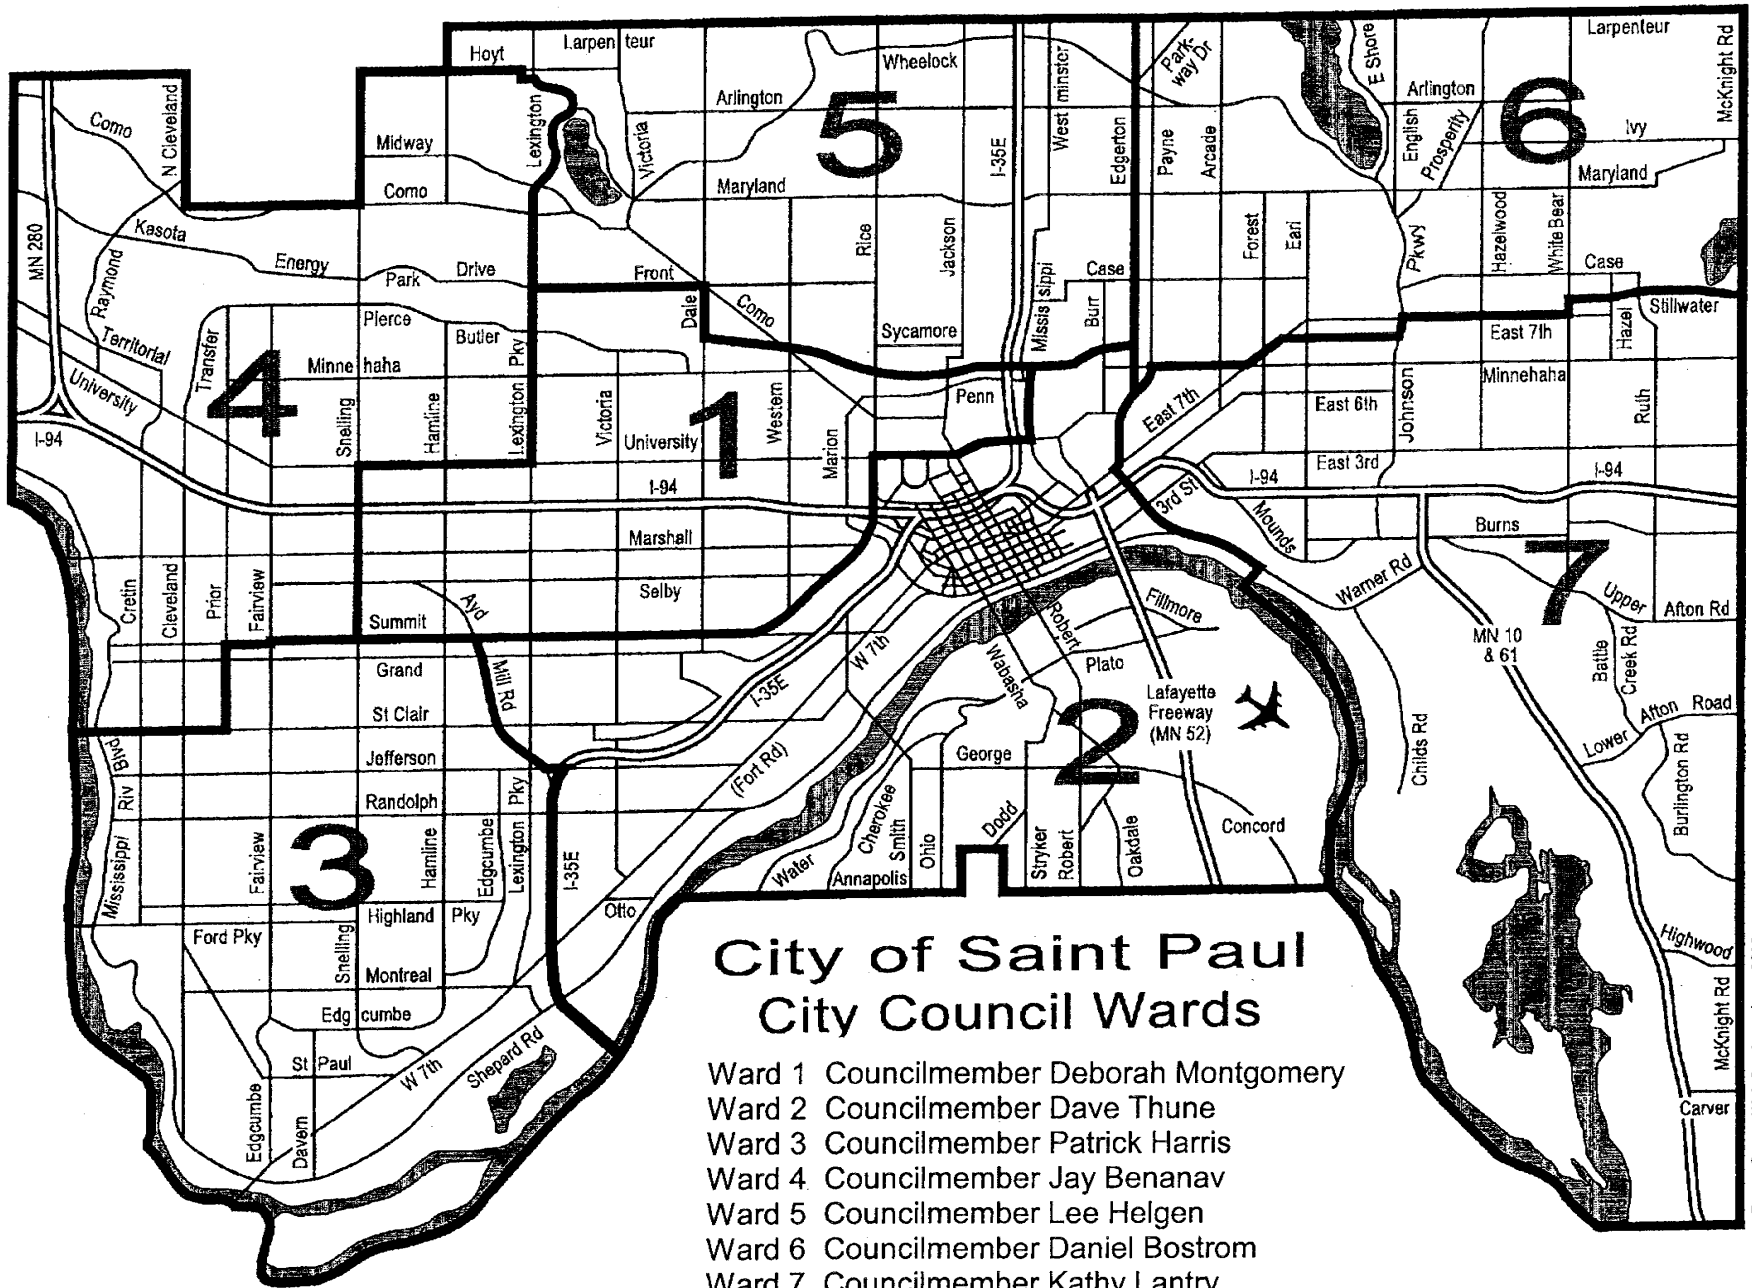 Hoyt
Larpenteur
Wheelock
Westminster
Parkway Dr
E Shore
Larpenteur
McKnight Rd
Como
N Cleveland
Midway
Lexington
Victoria
Arlington
5
I-35E
Edgerton
Payne
Arcade
Arlington
English
Prosperity
6
Ivy
Maryland
Como
Maryland
MN 280
Kasota
Raymond
Energy
Park
Drive
Front
Rice
Jackson
Mississippi
Case
Burr
Forest
Earl
Pkwy
Hazelwood
White Bear
Case
Stillwater
Dale
Como
Pierce
Butler
Sycamore
Territorial
Transfer
4
Minnehaha
Lexington Pky
East 7th
Hazel
Minnehaha
University
I-94
Snelling
Hamline
Victoria
University
1
Western
Marion
Penn
East 7th
East 6th
Johnson
Ruth
I-94
East 3rd
I-94
I-94
3rd St
Mounds
Burns
Marshall
Cretin
Cleveland
Prior
Fairview
Selby
Ayd
Mill Rd
Summit
Warner Rd
7
Upper
Afton Rd
Grand
W 7th
Robert
Fillmore
Wabasha
Plato
MN 10
& 61
Battle
Creek Rd
St Clair
I-35E
Lafayette
Freeway
(MN 52)
2
Afton Road
Lower
Mississippi Riv Blvd
Jefferson
(Fort Rd)
George
Childs Rd
Burlington Rd
Randolph
Fairview
3
Hamline
Edgcumbe
Lexington Pky
I-35E
Cherokee
Smith
Ohio
Dodd
Stryker
Robert
Oakdale
Concord
Water
Annapolis
Highland Pky
Otto
Ford Pky
Snelling
Montreal
Highwood
McKnight Rd
Edgcumbe
St Paul
W 7th
Shepard Rd
Edgcumbe
Davern
Carver
City of Saint Paul
City Council Wards
Ward 1 Councilmember Deborah Montgomery
Ward 2 Councilmember Dave Thune
Ward 3 Councilmember Patrick Harris
Ward 4 Councilmember Jay Benanav
Ward 5 Councilmember Lee Helgen
Ward 6 Councilmember Daniel Bostrom
Ward 7 Councilmember Kathy Lantry